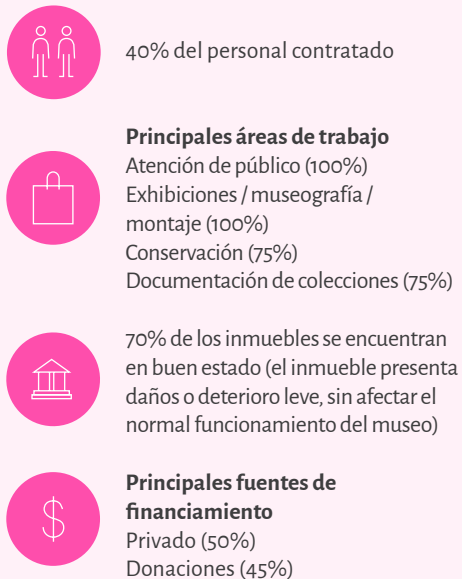 40% del personal contratado
Principales áreas de trabajo
Atención de público (100%)
Exhibiciones / museografía /
montaje (100%)
Conservación (75%)
Documentación de colecciones (75%)
70% de los inmuebles se encuentran
en buen estado (el inmueble presenta
daños o deterioro leve, sin afectar el
normal funcionamiento del museo)
$
Principales fuentes de
financiamiento
Privado (50%)
Donaciones (45%)